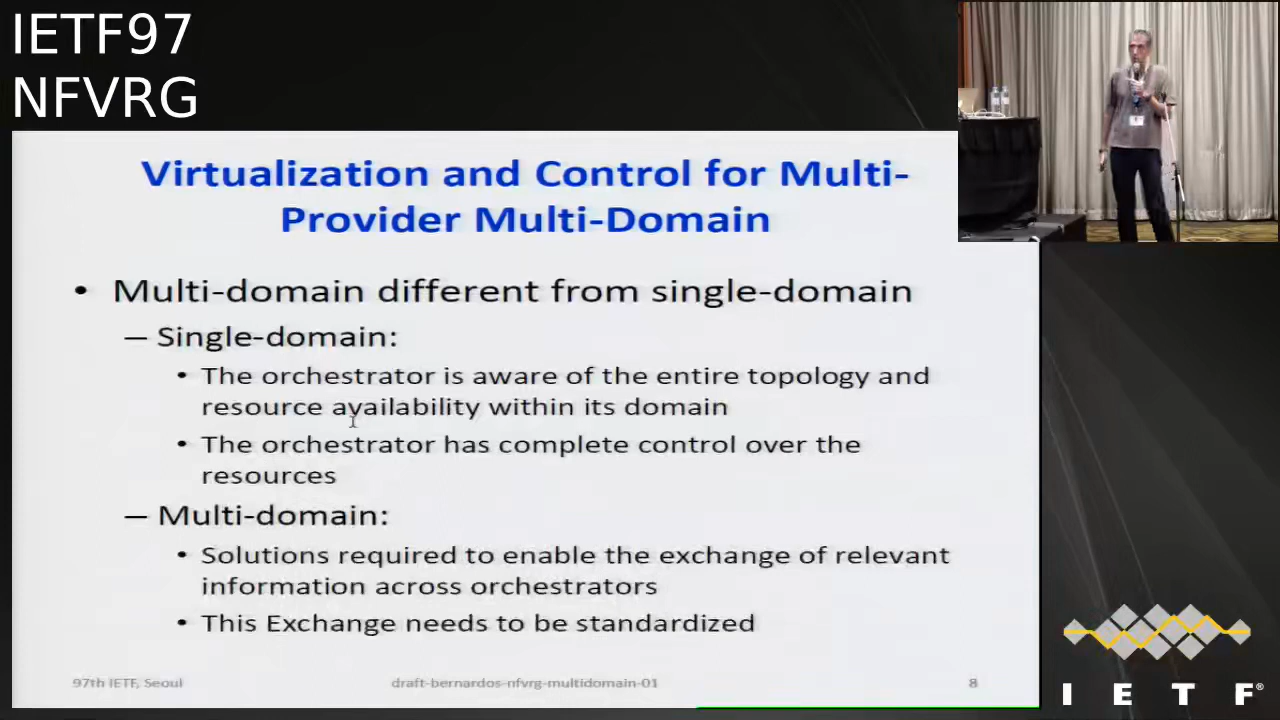 IETF97
NFVRG
Virtualization and Control for Multi-
Provider Multi-Domain
• Multi-domain different from single-domain
– Single-domain:
• The orchestrator is aware of the entire topology and
resource availability within its domain
• The orchestrator has complete control over the
resources
– Multi-domain:
• Solutions required to enable the exchange of relevant
information across orchestrators
• This Exchange needs to be standardized
97th IETF, Seoul
draft-bernardos-nfvrg-multidomain-01
8
I E T F®